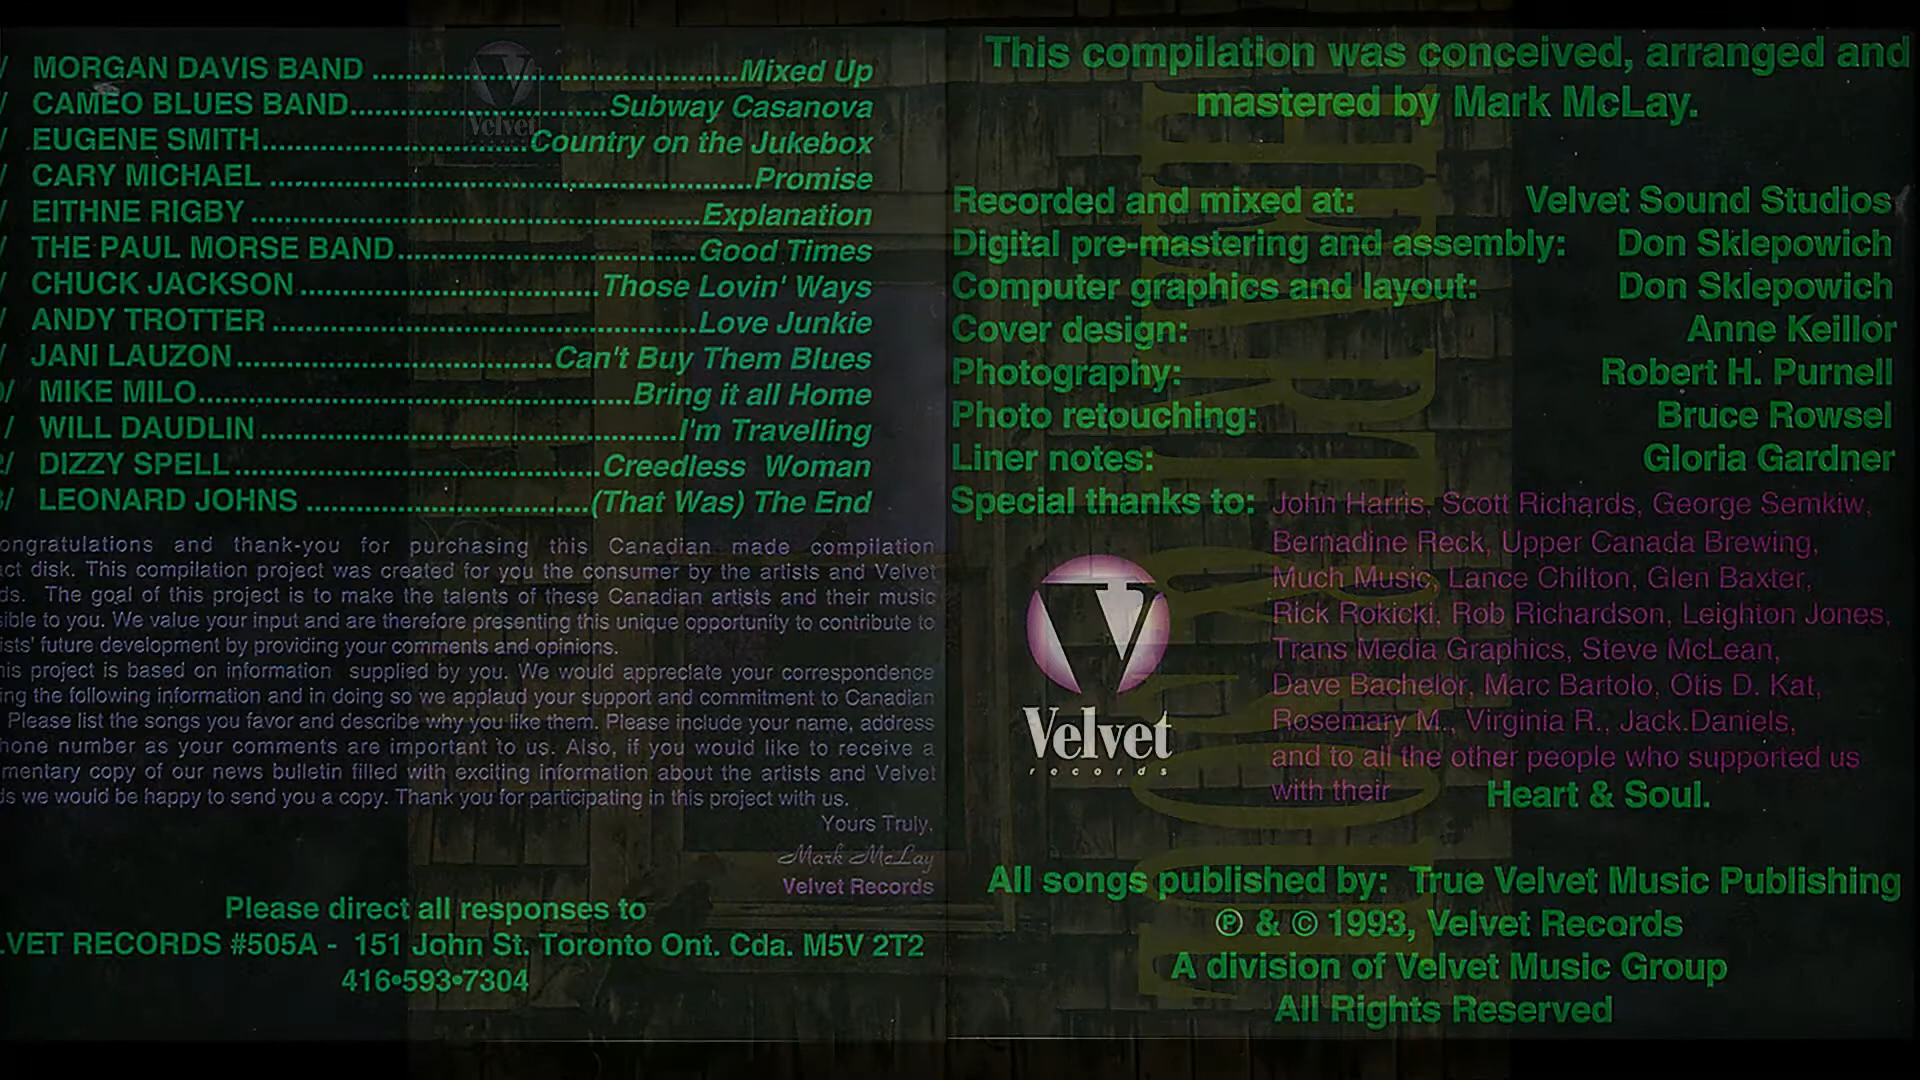 / MORGAN DAVIS BAND ........ Mixed Up
/ CAMEO BLUES BAND........ Subway Casanova
/ EUGENE SMITH........ Country on the Jukebox
/ CARY MICHAEL ........ Promise
/ EITHNE RIGBY ........ Explanation
/ THE PAUL MORSE BAND........ Good Times
/ CHUCK JACKSON ........ Those Lovin' Ways
/ ANDY TROTTER ........ Love Junkie
/ JANI LAUZON ........ Can't Buy Them Blues
/ MIKE MILO........ Bring it all Home
/ WILL DAUDLIN ........ I'm Travelling
/ DIZZY SPELL........ Creedless Woman
/ LEONARD JOHNS ........ (That Was) The End
ongratulations and thank-you for purchasing this Canadian made compilation
act disk. This compilation project was created for you the consumer by the artists and Velvet
ds. The goal of this project is to make the talents of these Canadian artists and their music
sible to you. We value your input and are therefore presenting this unique opportunity to contribute to
ists' future development by providing your comments and opinions.
his project is based on information supplied by you. We would appreciate your correspondence
ing the following information and in doing so we applaud your support and commitment to Canadian
Please list the songs you favor and describe why you like them. Please include your name, address
hone number as your comments are important to us. Also, if you would like to receive a
mentary copy of our news bulletin filled with exciting information about the artists and Velvet
ds we would be happy to send you a copy. Thank you for participating in this project with us.
Yours Truly.
Mark McLay
Velvet Records
Please direct all responses to
LVET RECORDS #505A - 151 John St. Toronto Ont. Cda. M5V 2T2
416•593•7304
This compilation was conceived, arranged and
mastered by Mark McLay.
Recorded and mixed at: Velvet Sound Studios
Digital pre-mastering and assembly: Don Sklepowich
Computer graphics and layout: Don Sklepowich
Cover design: Anne Keillor
Photography: Robert H. Purnell
Photo retouching: Bruce Rowsel
Liner notes: Gloria Gardner
Special thanks to: John Harris, Scott Richards, George Semkiw,
Bernadine Reck, Upper Canada Brewing,
Much Music, Lance Chilton, Glen Baxter,
Rick Rokicki, Rob Richardson, Leighton Jones,
Trans Media Graphics, Steve McLean,
Dave Bachelor, Marc Bartolo, Otis D. Kat,
Rosemary M., Virginia R., Jack Daniels,
and to all the other people who supported us
with their Heart & Soul.
V
Velvet
records
All songs published by: True Velvet Music Publishing
℗ & © 1993, Velvet Records
A division of Velvet Music Group
All Rights Reserved
V
Velvet
HEART & SOUL